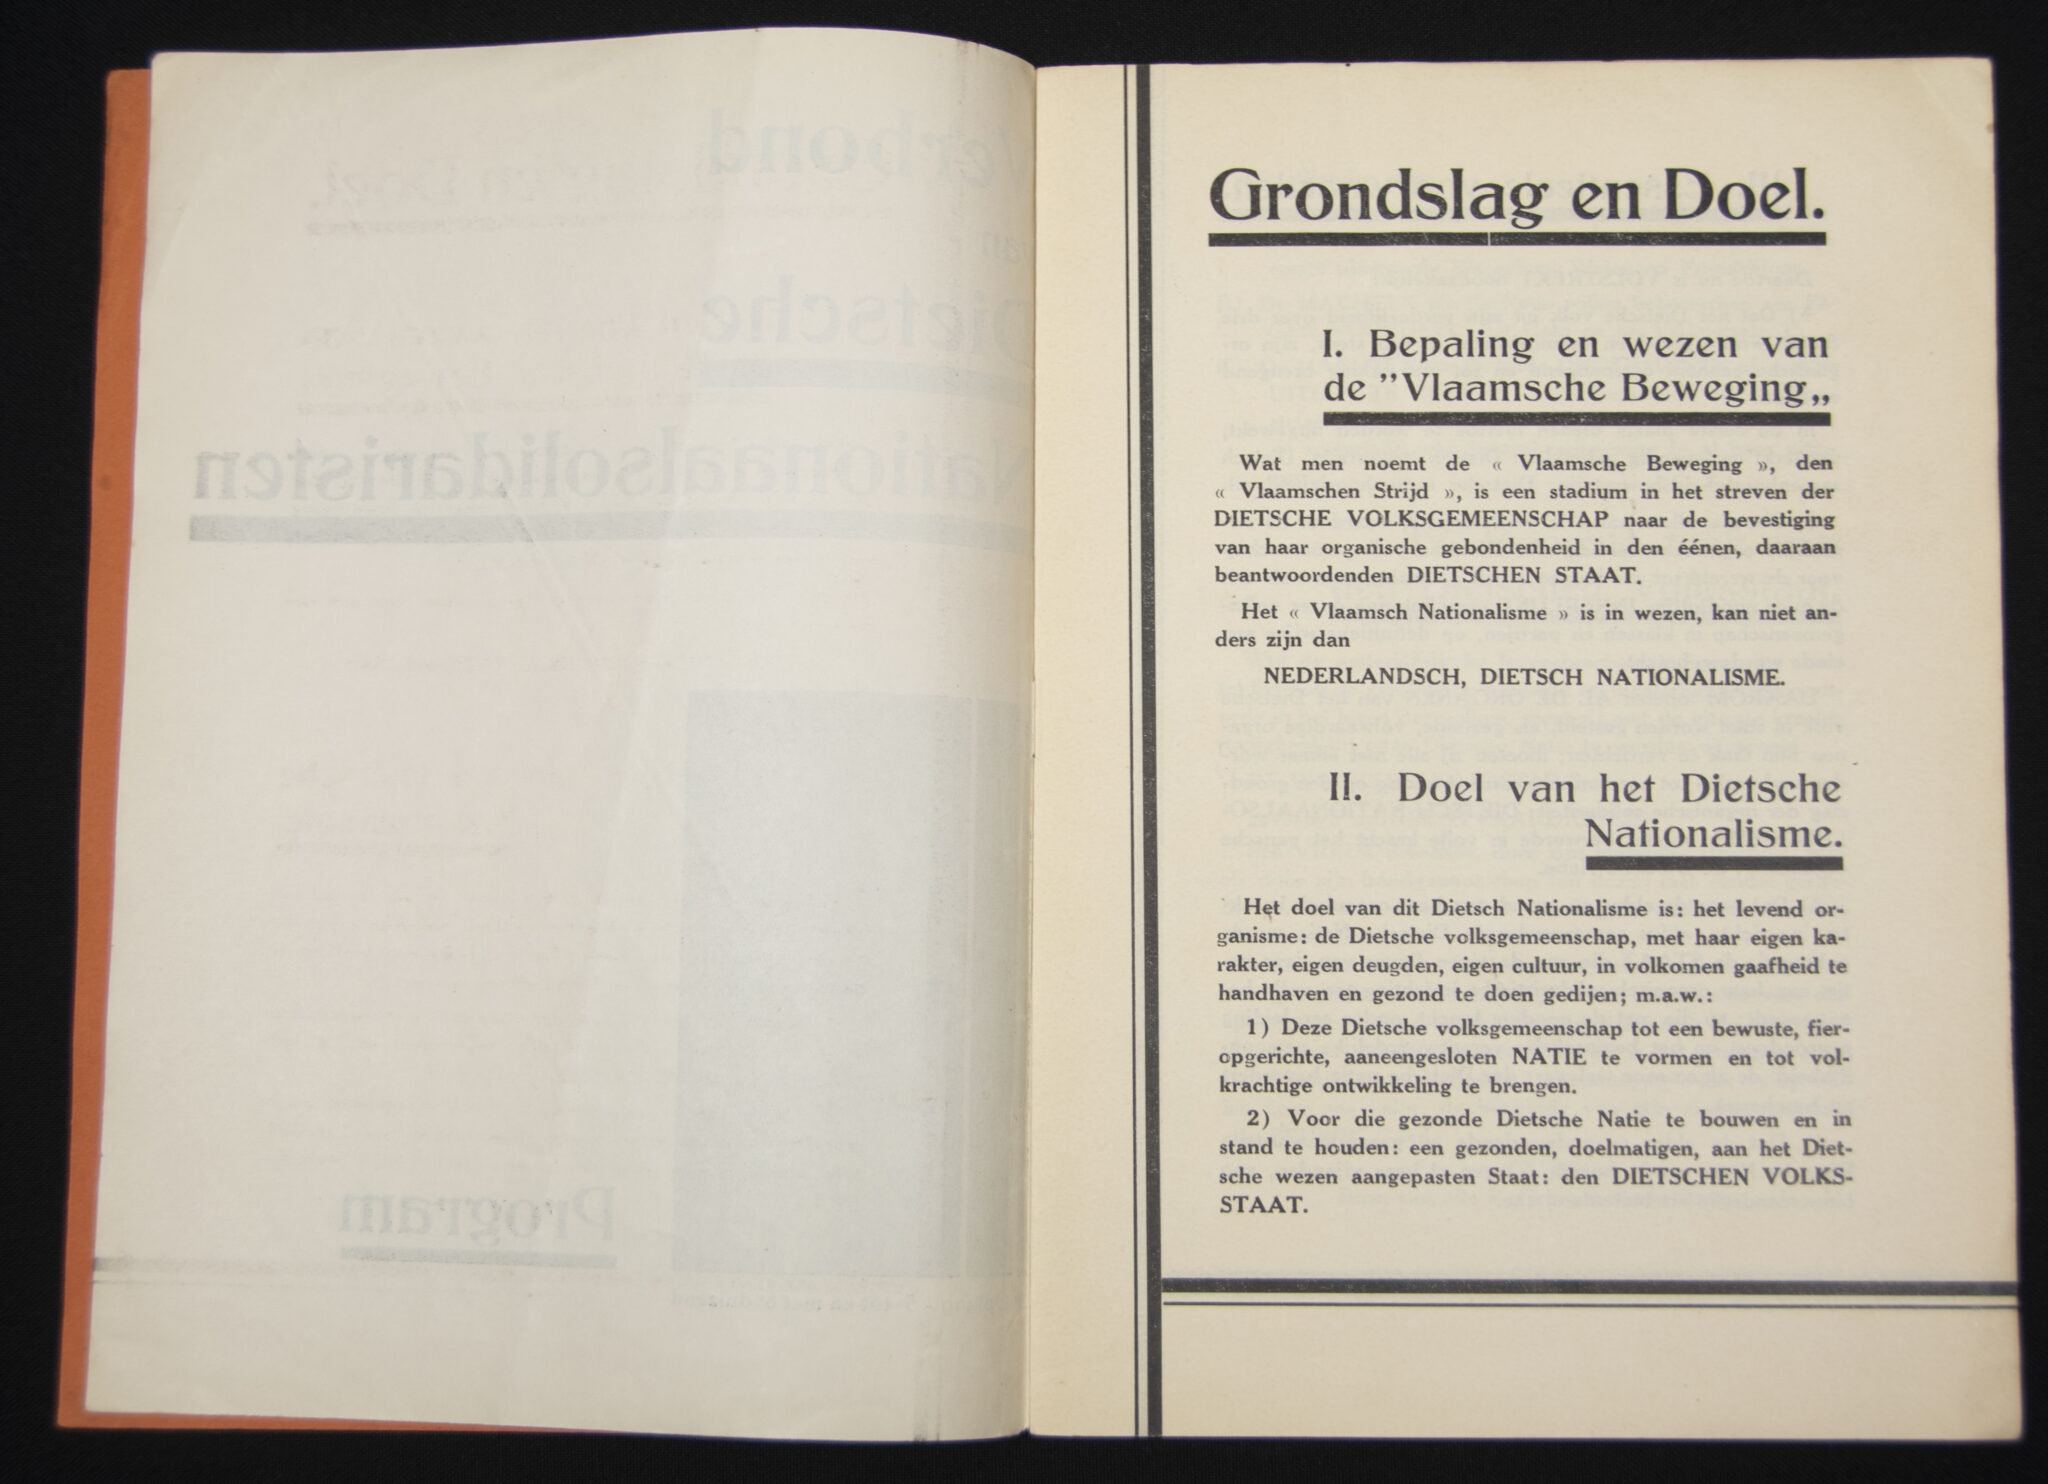 Verbond
van
Dietsche
Nationaalsolidaristen
Program
Grondslag en Doel.
I. Bepaling en wezen van
de "Vlaamsche Beweging„
Wat men noemt de « Vlaamsche Beweging », den
« Vlaamschen Strijd », is een stadium in het streven der
DIETSCHE VOLKSGEMEENSCHAP naar de bevestiging
van haar organische gebondenheid in den éénen, daaraan
beantwoordenden DIETSCHEN STAAT.
Het « Vlaamsch Nationalisme » is in wezen, kan niet an-
ders zijn dan
NEDERLANDSCH, DIETSCH NATIONALISME.
II. Doel van het Dietsche
Nationalisme.
Het doel van dit Dietsch Nationalisme is: het levend or-
ganisme: de Dietsche volksgemeenschap, met haar eigen ka-
rakter, eigen deugden, eigen cultuur, in volkomen gaafheid te
handhaven en gezond te doen gedijen; m.a.w.:
1) Deze Dietsche volksgemeenschap tot een bewuste, fier-
opgerichte, aaneengesloten NATIE te vormen en tot vol-
krachtige ontwikkeling te brengen.
2) Voor die gezonde Dietsche Natie te bouwen en in
stand te houden: een gezonden, doelmatigen, aan het Diet-
sche wezen aangepasten Staat: den DIETSCHEN VOLKS-
STAAT.